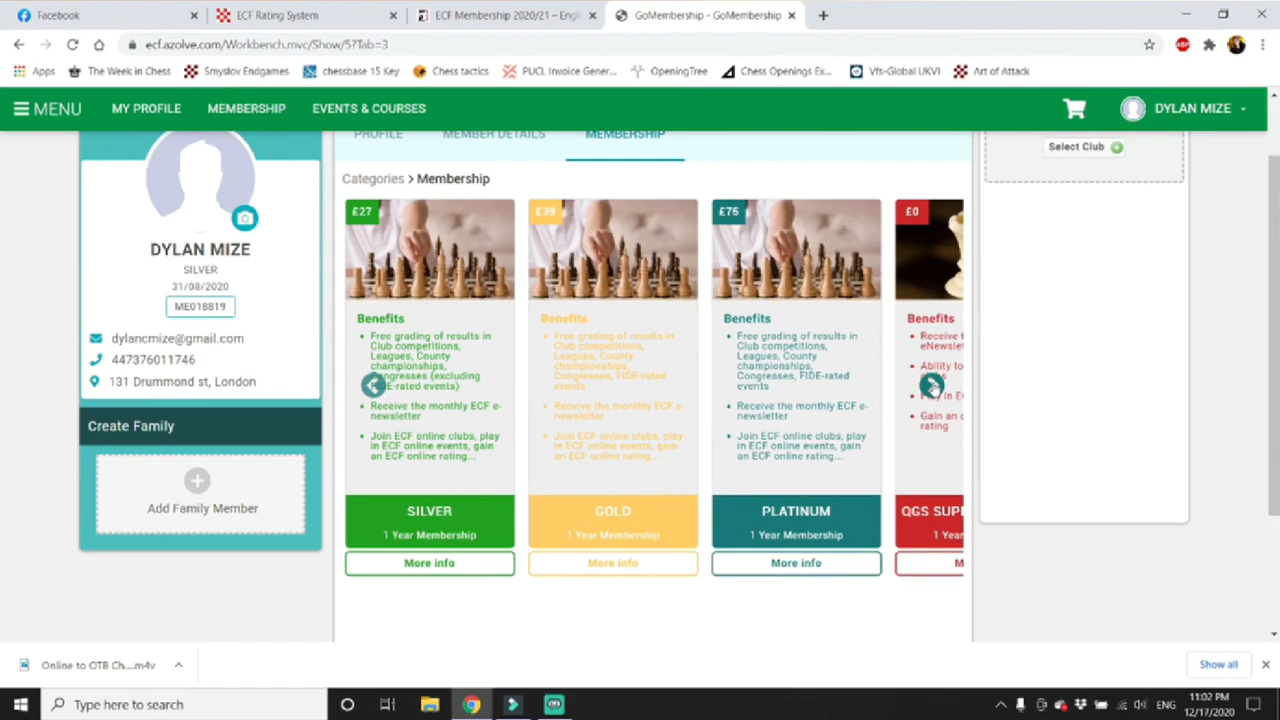 Facebook
ECF Rating System
ECF Membership 2020/21 – Engl
GoMembership - GoMembership
ecf.azolve.com/Workbench.mvc/Show/5?Tab=3
Apps
The Week in Chess
Smyslov Endgames
chessbase 15 Key
Chess tactics
PUCL Invoice Gener...
OpeningTree
Chess Openings Ex...
Vfs-Global UKVI
Art of Attack
MENU
MY PROFILE
MEMBERSHIP
EVENTS & COURSES
DYLAN MIZE
PROFILE
MEMBER DETAILS
MEMBERSHIP
Select Club
Categories > Membership
DYLAN MIZE
SILVER
31/08/2020
ME018819
dylancmize@gmail.com
447376011746
131 Drummond st, London
Create Family
Add Family Member
£27
Benefits
• Free grading of results in
Club competitions,
Leagues, County
championships,
Congresses (excluding
FIDE-rated events)
• Receive the monthly ECF e-
newsletter
• Join ECF online clubs, play
in ECF online events, gain
an ECF online rating...
SILVER
1 Year Membership
More info
£39
Benefits
• Free grading of results in
Club competitions,
Leagues, County
championships,
Congresses, FIDE-rated
events
• Receive the monthly ECF e-
newsletter
• Join ECF online clubs, play
in ECF online events, gain
an ECF online rating...
GOLD
1 Year Membership
More info
£75
Benefits
• Free grading of results in
Club competitions,
Leagues, County
championships,
Congresses, FIDE-rated
events
• Receive the monthly ECF e-
newsletter
• Join ECF online clubs, play
in ECF online events, gain
an ECF online rating...
PLATINUM
1 Year Membership
More info
£0
Benefits
• Receive t
eNewslet
• Ability to
• Play in E
• Gain an o
rating
QGS SUP
1 Year
M
Online to OTB Ch....m4v
Show all
Type here to search
ENG
11:02 PM
12/17/2020